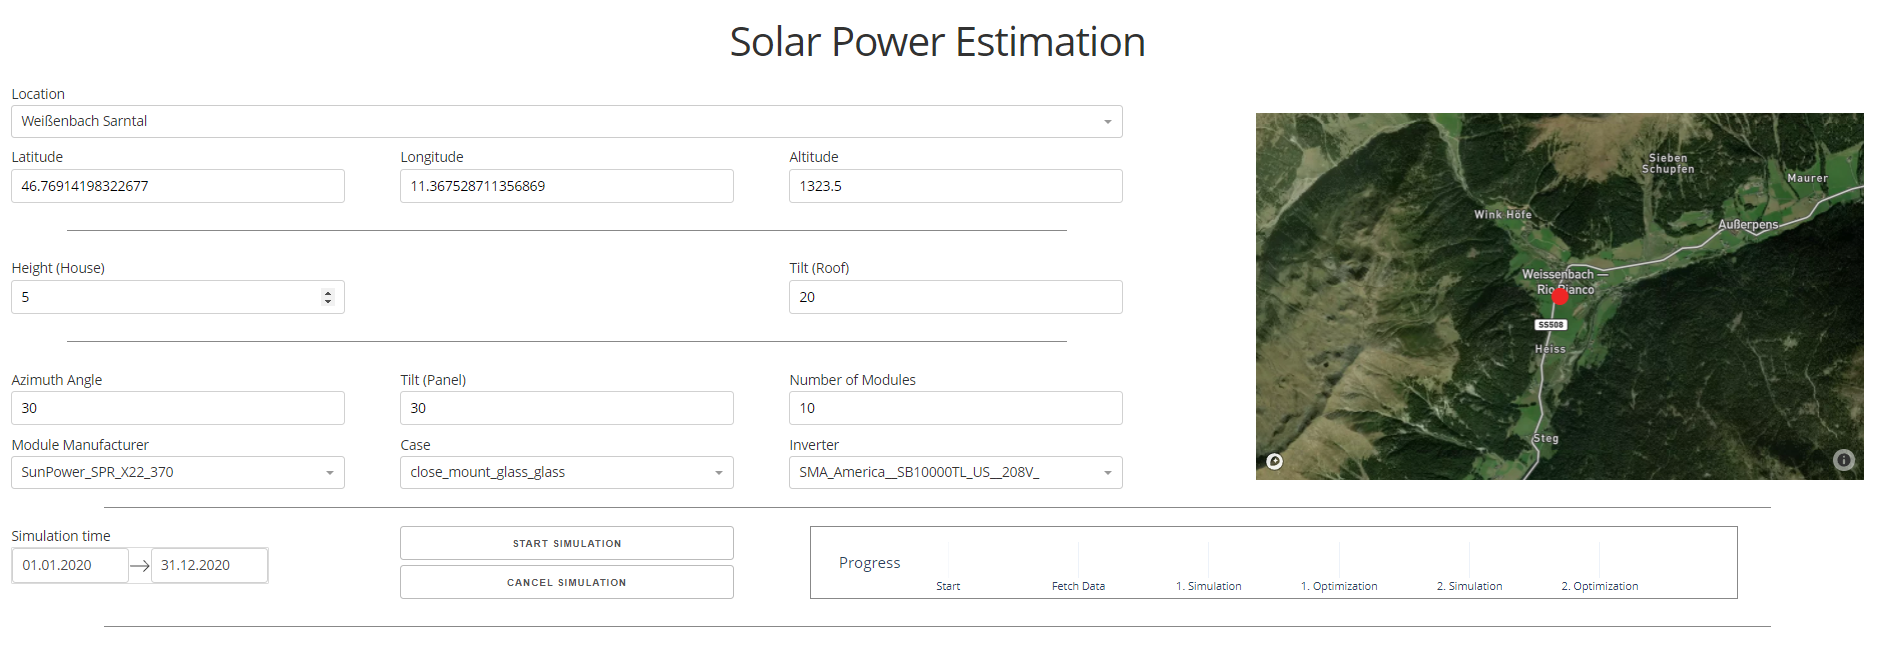 Solar Power Estimation
Location
Weißenbach Sarntal
Latitude
Longitude
Altitude
46.76914198322677
11.367528711356869
1323.5
Height (House)
Tilt (Roof)
5
20
Azimuth Angle
Tilt (Panel)
Number of Modules
30
30
10
Module Manufacturer
Case
Inverter
SunPower_SPR_X22_370
close_mount_glass_glass
SMA_America__SB10000TL_US__208V_
Simulation time
01.01.2020
31.12.2020
START SIMULATION
CANCEL SIMULATION
Progress
Start
Fetch Data
1. Simulation
1. Optimization
2. Simulation
2. Optimization
Sieben
Schupfen
Maurer
Wink Höfe
Außerpens
Weissenbach —
Rio Bianco
SS508
Heiss
Steg